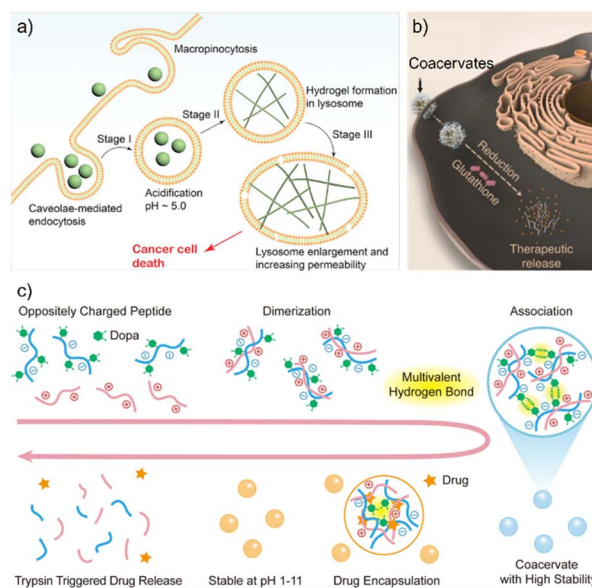 a)
Macropinocytosis
Stage I
Stage II
Hydrogel formation
in lysosome
Stage III
Acidification
pH ~ 5.0
Caveolae-mediated
endocytosis
Cancer cell
death
Lysosome enlargement and
increasing permeability
b)
Coacervates
Reduction
Glutathione
Therapeutic
release
c)
Oppositely Charged Peptide
Dimerization
Association
Dopa
Multivalent
Hydrogen Bond
Drug
Trypsin Triggered Drug Release
Stable at pH 1-11
Drug Encapsulation
Coacervate
with High Stability